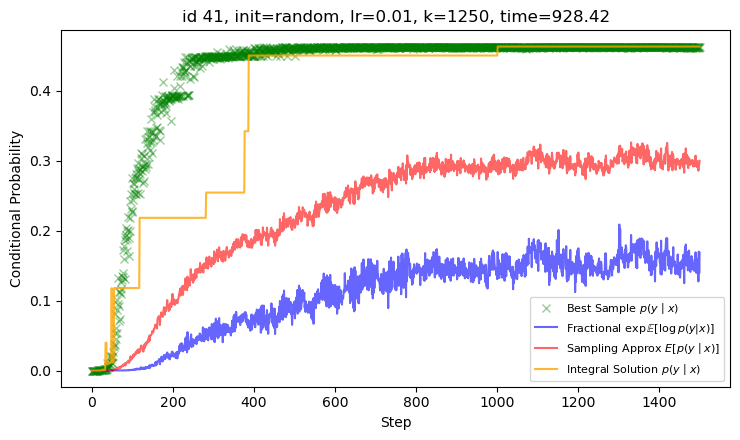 id 41, init=random, lr=0.01, k=1250, time=928.42
Conditional Probability
0.4
0.3
0.2
0.1
0.0
Best Sample p(y | x)
Fractional exp𝔼[log p(y|x)]
Sampling Approx E[p(y | x)]
Integral Solution p(y | x)
0 200 400 600 800 1000 1200 1400
Step